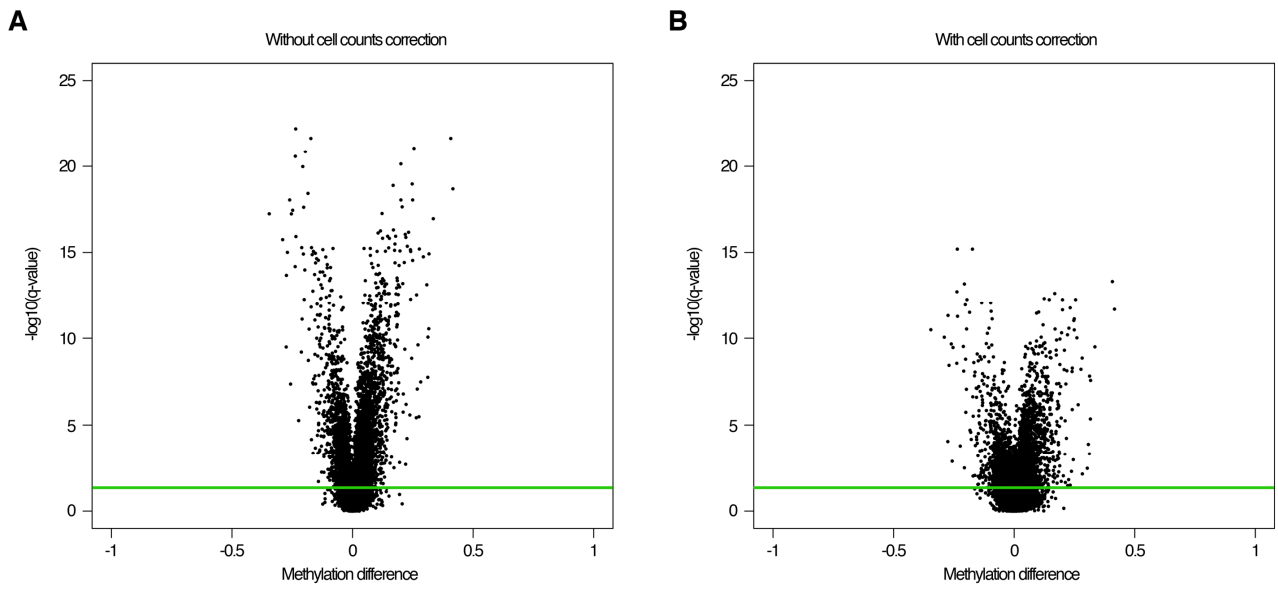 A
Without cell counts correction
25
20
15
10
5
0
-log10(q-value)
-1
-0.5
0
0.5
1
Methylation difference
B
With cell counts correction
25
20
15
10
5
0
-log10(q-value)
-1
-0.5
0
0.5
1
Methylation difference